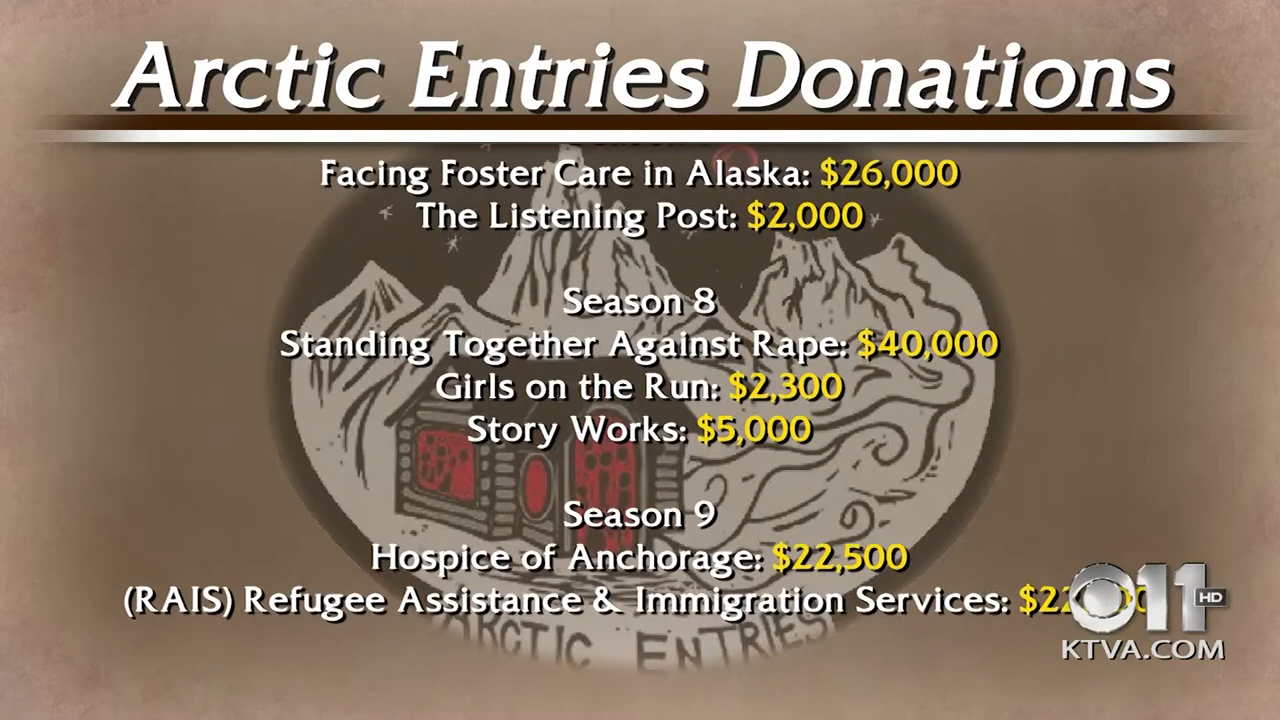 Arctic Entries Donations
Facing Foster Care in Alaska: $26,000
The Listening Post: $2,000
Season 8
Standing Together Against Rape: $40,000
Girls on the Run: $2,300
Story Works: $5,000
Season 9
Hospice of Anchorage: $22,500
(RAIS) Refugee Assistance & Immigration Services:
11 HD
KTVA.COM
ARCTIC ENTRIES